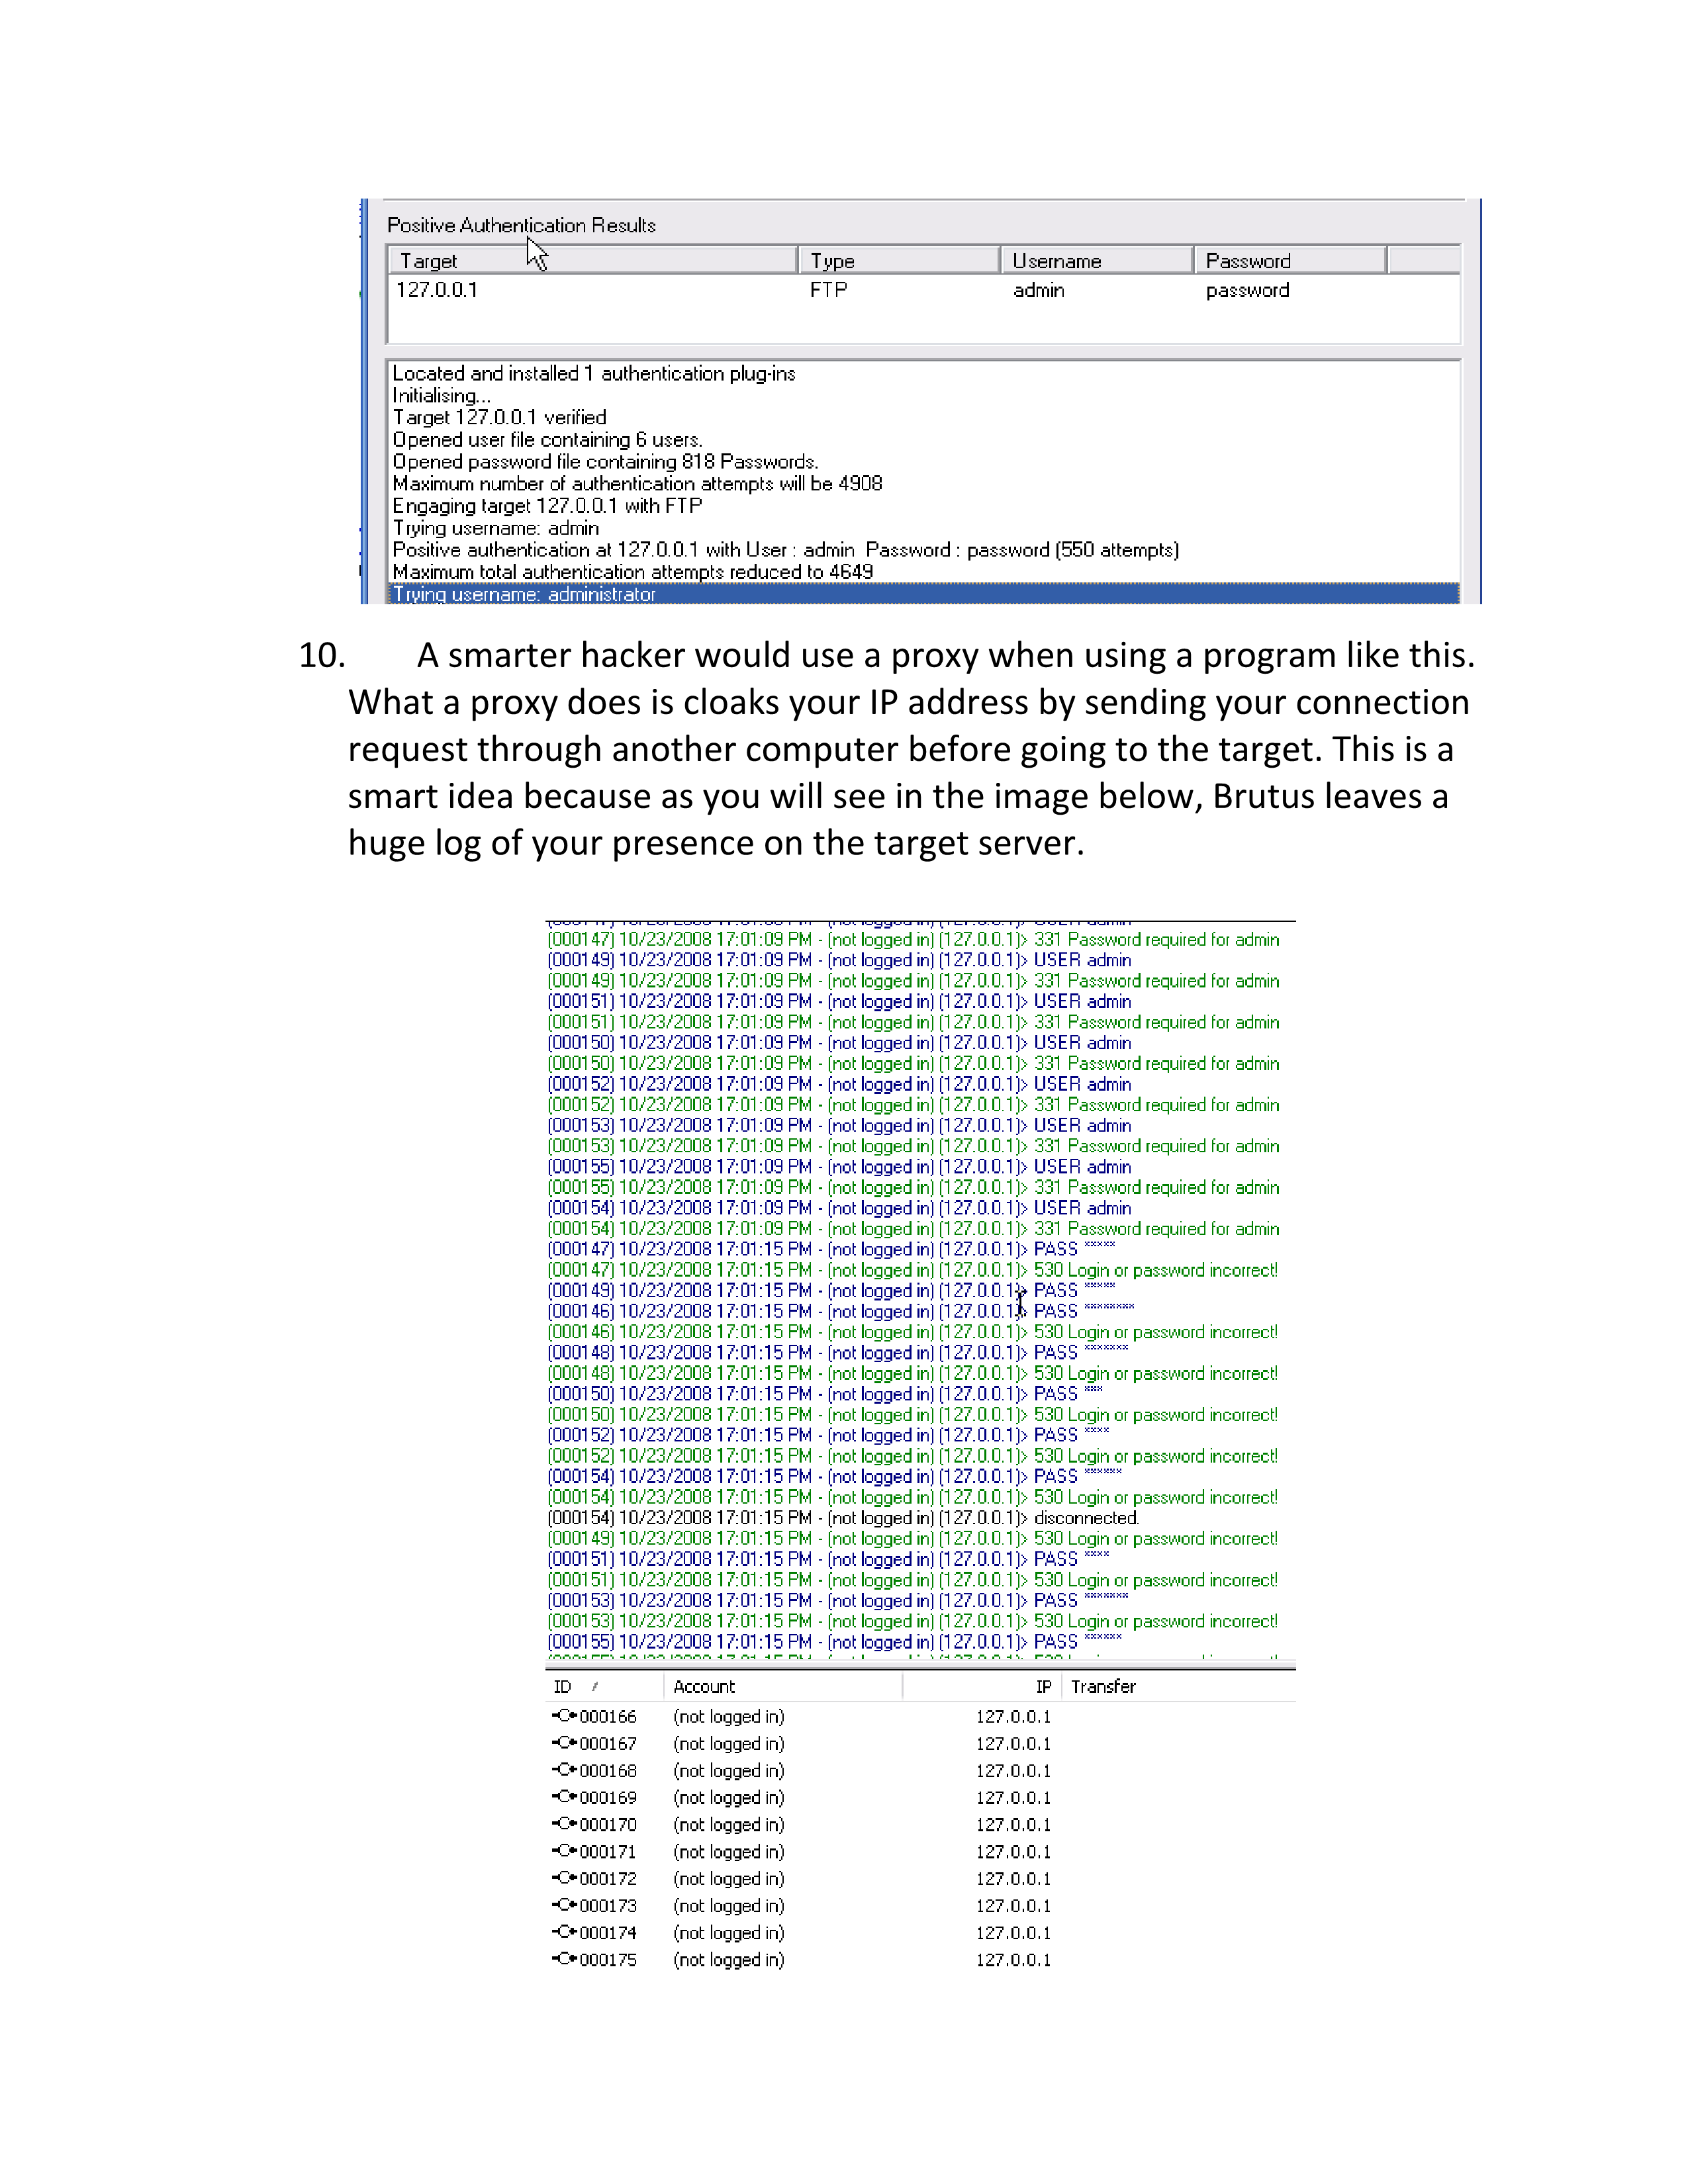 Positive Authentication Results
Target Type Username Password
127.0.0.1 FTP admin password
Located and installed 1 authentication plug-ins
Initialising...
Target 127.0.0.1 verified
Opened user file containing 6 users.
Opened password file containing 818 Passwords.
Maximum number of authentication attempts will be 4908
Engaging target 127.0.0.1 with FTP
Trying username: admin
Positive authentication at 127.0.0.1 with User : admin Password : password (550 attempts)
Maximum total authentication attempts reduced to 4649
Trying username: administrator
10. A smarter hacker would use a proxy when using a program like this.
What a proxy does is cloaks your IP address by sending your connection
request through another computer before going to the target. This is a
smart idea because as you will see in the image below, Brutus leaves a
huge log of your presence on the target server.
(000147) 10/23/2008 17:01:09 PM - (not logged in) (127.0.0.1)> 331 Password required for admin
(000149) 10/23/2008 17:01:09 PM - (not logged in) (127.0.0.1)> USER admin
(000149) 10/23/2008 17:01:09 PM - (not logged in) (127.0.0.1)> 331 Password required for admin
(000151) 10/23/2008 17:01:09 PM - (not logged in) (127.0.0.1)> USER admin
(000151) 10/23/2008 17:01:09 PM - (not logged in) (127.0.0.1)> 331 Password required for admin
(000150) 10/23/2008 17:01:09 PM - (not logged in) (127.0.0.1)> USER admin
(000150) 10/23/2008 17:01:09 PM - (not logged in) (127.0.0.1)> 331 Password required for admin
(000152) 10/23/2008 17:01:09 PM - (not logged in) (127.0.0.1)> USER admin
(000152) 10/23/2008 17:01:09 PM - (not logged in) (127.0.0.1)> 331 Password required for admin
(000153) 10/23/2008 17:01:09 PM - (not logged in) (127.0.0.1)> USER admin
(000153) 10/23/2008 17:01:09 PM - (not logged in) (127.0.0.1)> 331 Password required for admin
(000155) 10/23/2008 17:01:09 PM - (not logged in) (127.0.0.1)> USER admin
(000155) 10/23/2008 17:01:09 PM - (not logged in) (127.0.0.1)> 331 Password required for admin
(000154) 10/23/2008 17:01:09 PM - (not logged in) (127.0.0.1)> USER admin
(000154) 10/23/2008 17:01:09 PM - (not logged in) (127.0.0.1)> 331 Password required for admin
(000147) 10/23/2008 17:01:15 PM - (not logged in) (127.0.0.1)> PASS *****
(000147) 10/23/2008 17:01:15 PM - (not logged in) (127.0.0.1)> 530 Login or password incorrect!
(000149) 10/23/2008 17:01:15 PM - (not logged in) (127.0.0.1)> PASS *****
(000146) 10/23/2008 17:01:15 PM - (not logged in) (127.0.0.1)> PASS ********
(000146) 10/23/2008 17:01:15 PM - (not logged in) (127.0.0.1)> 530 Login or password incorrect!
(000148) 10/23/2008 17:01:15 PM - (not logged in) (127.0.0.1)> PASS *******
(000148) 10/23/2008 17:01:15 PM - (not logged in) (127.0.0.1)> 530 Login or password incorrect!
(000150) 10/23/2008 17:01:15 PM - (not logged in) (127.0.0.1)> PASS ***
(000150) 10/23/2008 17:01:15 PM - (not logged in) (127.0.0.1)> 530 Login or password incorrect!
(000152) 10/23/2008 17:01:15 PM - (not logged in) (127.0.0.1)> PASS ****
(000152) 10/23/2008 17:01:15 PM - (not logged in) (127.0.0.1)> 530 Login or password incorrect!
(000154) 10/23/2008 17:01:15 PM - (not logged in) (127.0.0.1)> PASS ******
(000154) 10/23/2008 17:01:15 PM - (not logged in) (127.0.0.1)> 530 Login or password incorrect!
(000154) 10/23/2008 17:01:15 PM - (not logged in) (127.0.0.1)> disconnected.
(000149) 10/23/2008 17:01:15 PM - (not logged in) (127.0.0.1)> 530 Login or password incorrect!
(000151) 10/23/2008 17:01:15 PM - (not logged in) (127.0.0.1)> PASS ****
(000151) 10/23/2008 17:01:15 PM - (not logged in) (127.0.0.1)> 530 Login or password incorrect!
(000153) 10/23/2008 17:01:15 PM - (not logged in) (127.0.0.1)> PASS *******
(000153) 10/23/2008 17:01:15 PM - (not logged in) (127.0.0.1)> 530 Login or password incorrect!
(000155) 10/23/2008 17:01:15 PM - (not logged in) (127.0.0.1)> PASS ******
ID / Account IP Transfer
000166 (not logged in) 127.0.0.1
000167 (not logged in) 127.0.0.1
000168 (not logged in) 127.0.0.1
000169 (not logged in) 127.0.0.1
000170 (not logged in) 127.0.0.1
000171 (not logged in) 127.0.0.1
000172 (not logged in) 127.0.0.1
000173 (not logged in) 127.0.0.1
000174 (not logged in) 127.0.0.1
000175 (not logged in) 127.0.0.1